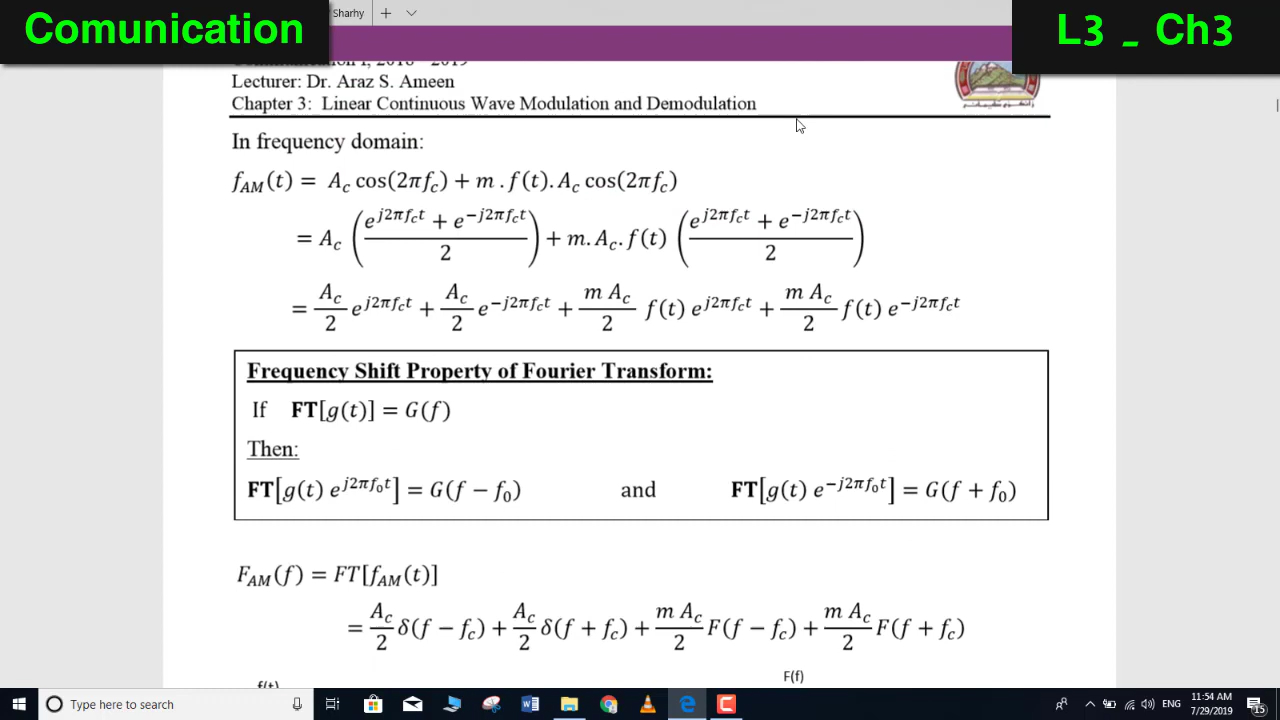 Comunication
Sharhy
L3 - Ch3
Lecturer: Dr. Araz S. Ameen
Chapter 3: Linear Continuous Wave Modulation and Demodulation
In frequency domain:
f_AM(t) = A_c cos(2πf_c) + m . f(t). A_c cos(2πf_c)
= A_c ((e^{j2πf_c t} + e^{-j2πf_c t})/2) + m. A_c. f(t) ((e^{j2πf_c t} + e^{-j2πf_c t})/2)
= A_c/2 e^{j2πf_c t} + A_c/2 e^{-j2πf_c t} + m A_c/2 f(t) e^{j2πf_c t} + m A_c/2 f(t) e^{-j2πf_c t}
Frequency Shift Property of Fourier Transform:
If FT[g(t)] = G(f)
Then:
FT[g(t) e^{j2πf_0 t}] = G(f − f_0) and FT[g(t) e^{-j2πf_0 t}] = G(f + f_0)
F_AM(f) = FT[f_AM(t)]
= A_c/2 δ(f − f_c) + A_c/2 δ(f + f_c) + m A_c/2 F(f − f_c) + m A_c/2 F(f + f_c)
F(f)
f(t)
Type here to search
ENG
11:54 AM
7/29/2019
15